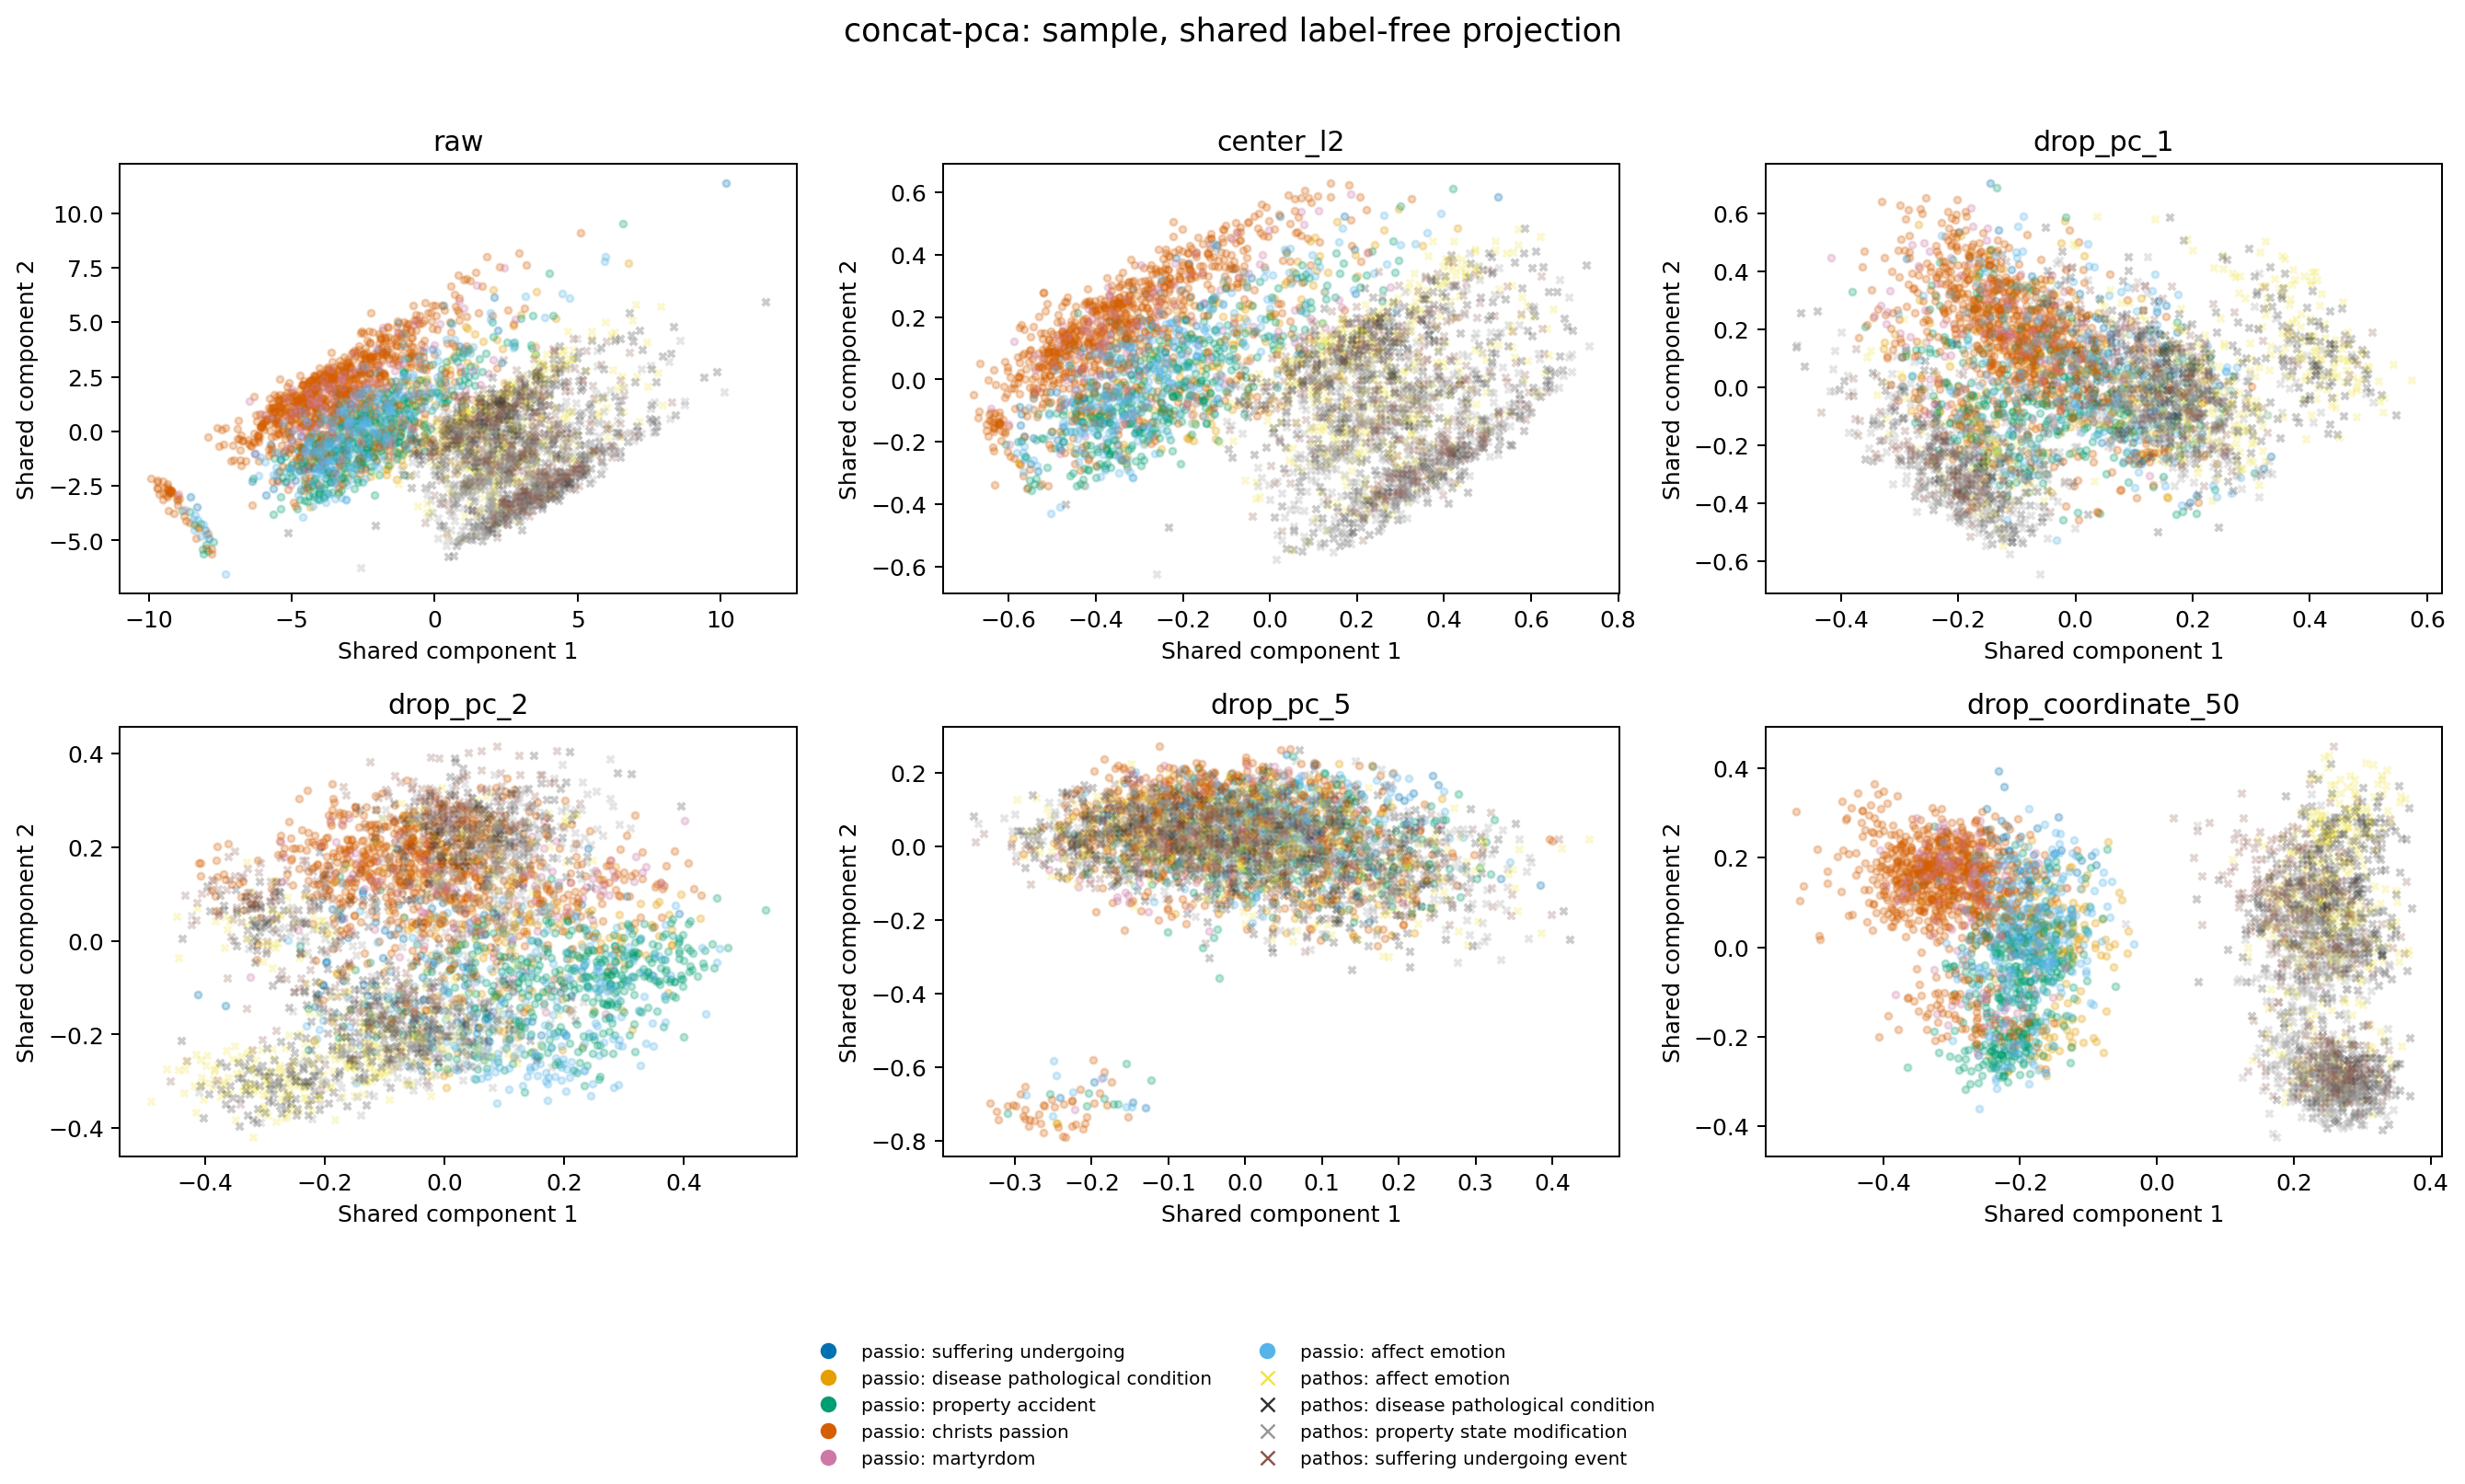 concat-pca: sample, shared label-free projection
raw
center_l2
drop_pc_1
10.0
7.5
5.0
2.5
0.0
−2.5
−5.0
−10
−5
0
5
10
Shared component 1
Shared component 2
0.6
0.4
0.2
0.0
−0.2
−0.4
−0.6
−0.6
−0.4
−0.2
0.0
0.2
0.4
0.6
0.8
Shared component 1
Shared component 2
0.6
0.4
0.2
0.0
−0.2
−0.4
−0.6
−0.4
−0.2
0.0
0.2
0.4
0.6
Shared component 1
Shared component 2
drop_pc_2
drop_pc_5
drop_coordinate_50
0.4
0.2
0.0
−0.2
−0.4
−0.4
−0.2
0.0
0.2
0.4
Shared component 1
Shared component 2
0.2
0.0
−0.2
−0.4
−0.6
−0.8
−0.3
−0.2
−0.1
0.0
0.1
0.2
0.3
0.4
Shared component 1
Shared component 2
0.4
0.2
0.0
−0.2
−0.4
−0.4
−0.2
0.0
0.2
0.4
Shared component 1
Shared component 2
passio: suffering undergoing
passio: disease pathological condition
passio: property accident
passio: christs passion
passio: martyrdom
passio: affect emotion
pathos: affect emotion
pathos: disease pathological condition
pathos: property state modification
pathos: suffering undergoing event